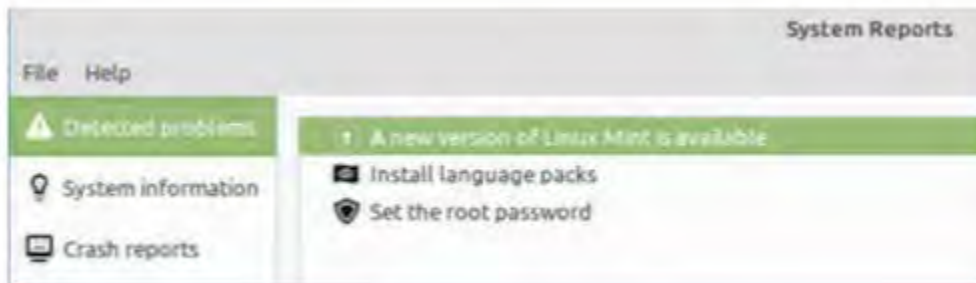 System Reports
File Help
Detected problems
A new version of Linux Mint is available
System information
Install language packs
Set the root password
Crash reports